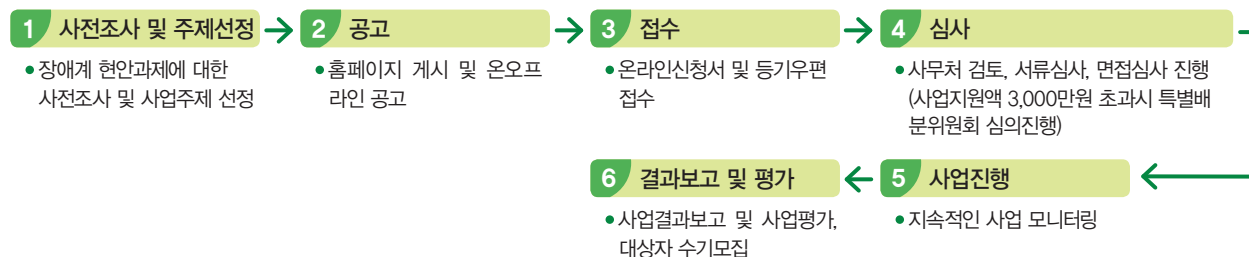 1 사전조사 및 주제선정
• 장애계 현안과제에 대한
사전조사 및 사업주제 선정
2 공고
• 홈페이지 게시 및 온오프
라인 공고
3 접수
• 온라인신청서 및 등기우편
접수
4 심사
• 사무처 검토, 서류심사, 면접심사 진행
(사업지원액 3,000만원 초과시 특별배
분위원회 심의진행)
5 사업진행
• 지속적인 사업 모니터링
6 결과보고 및 평가
• 사업결과보고 및 사업평가,
대상자 수기모집